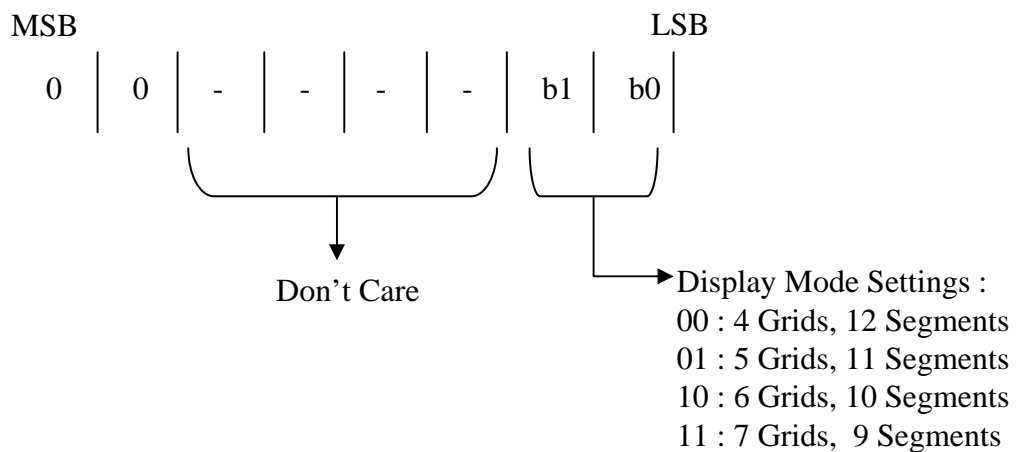 MSB LSB
0 0 - - - - b1 b0
Don’t Care
Display Mode Settings :
00 : 4 Grids, 12 Segments
01 : 5 Grids, 11 Segments
10 : 6 Grids, 10 Segments
11 : 7 Grids, 9 Segments